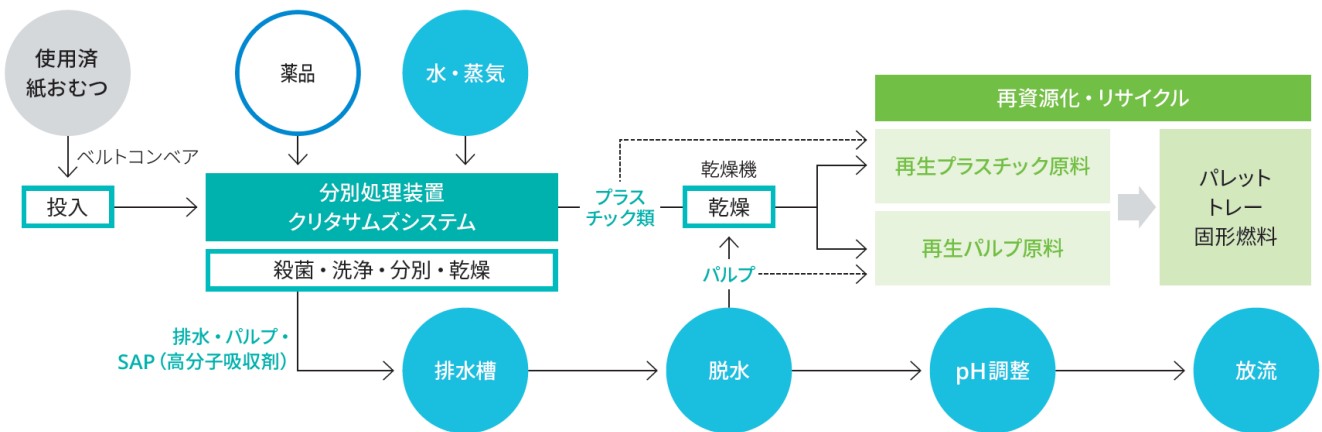 使用済
紙おむつ
薬品
水・蒸気
ベルトコンベア
投入
分別処理装置
クリタサムズシステム
殺菌・洗浄・分別・乾燥
プラス
チック類
乾燥機
乾燥
パルプ
再資源化・リサイクル
再生プラスチック原料
再生パルプ原料
パレット
トレー
固形燃料
排水・パルプ・
SAP（高分子吸収剤）
排水槽
脱水
pH調整
放流